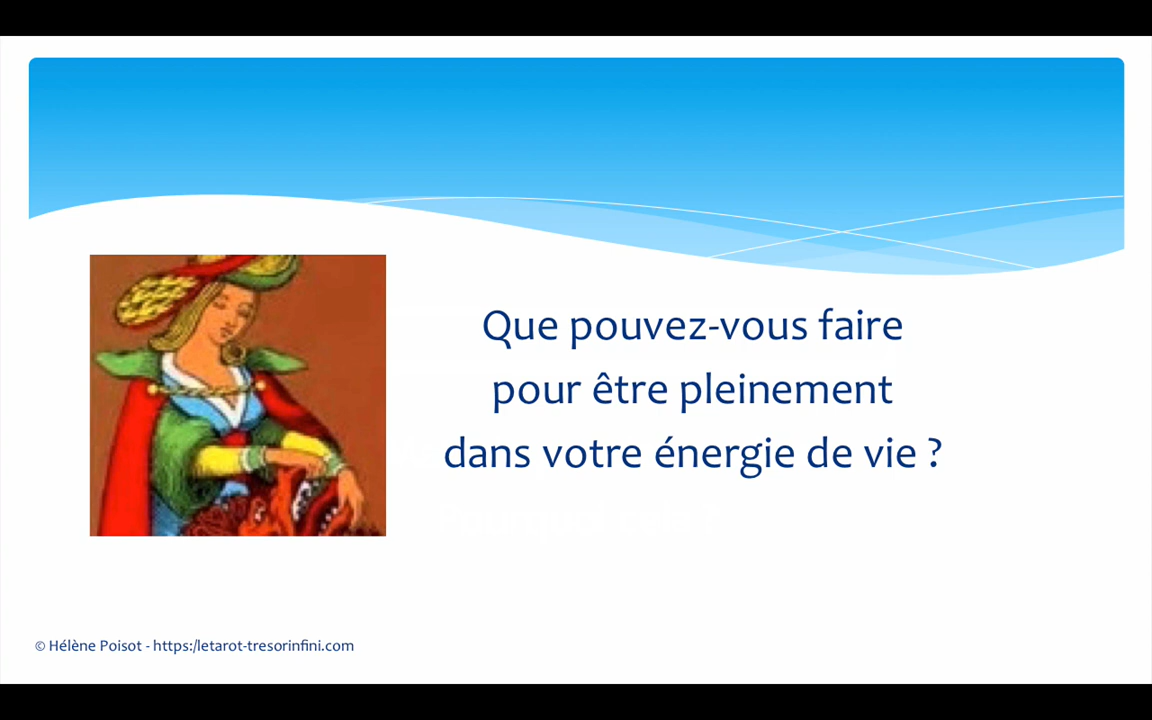 Que pouvez-vous faire
pour être pleinement
dans votre énergie de vie ?
© Hélène Poisot - https:/letarot-tresorinfini.com